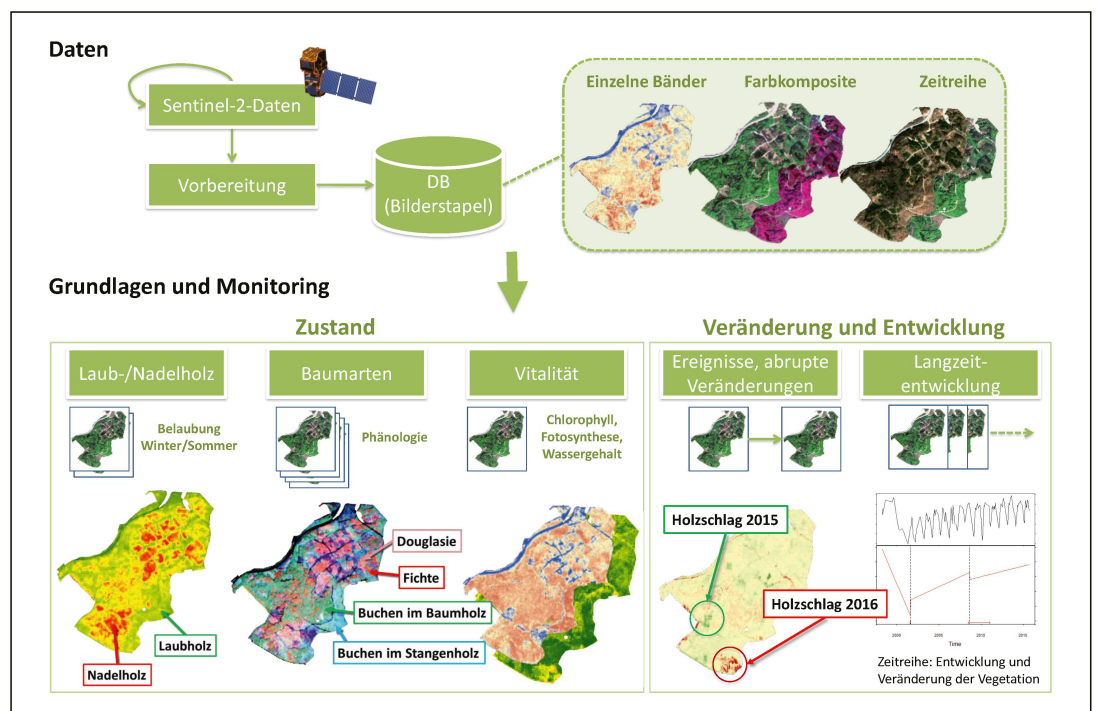 Daten
Sentinel-2-Daten
Vorbereitung
DB
(Bilderstapel)
Einzelne Bänder
Farbkomposite
Zeitreihe
Grundlagen und Monitoring
Zustand
Veränderung und Entwicklung
Laub-/Nadelholz
Baumarten
Vitalität
Ereignisse, abrupte
Veränderungen
Langzeit-
entwicklung
Belaubung
Winter/Sommer
Phänologie
Chlorophyll,
Fotosynthese,
Wassergehalt
Laubholz
Nadelholz
Douglasie
Fichte
Buchen im Baumholz
Buchen im Stangenholz
Holzschlag 2015
Holzschlag 2016
2000
2005
2010
2015
Time
Zeitreihe: Entwicklung und
Veränderung der Vegetation